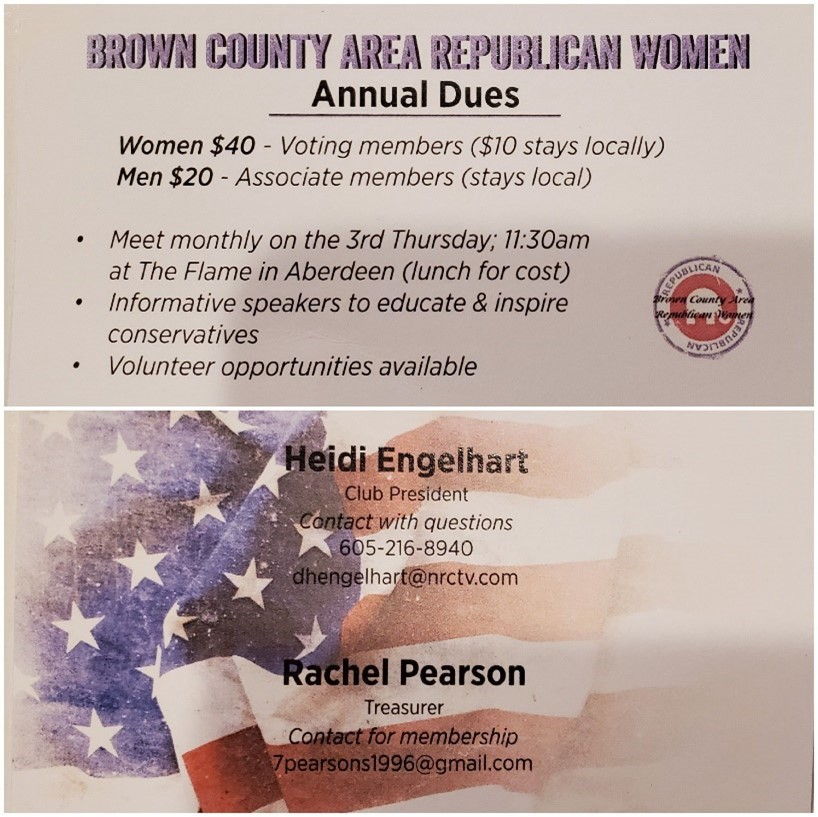 BROWN COUNTY AREA REPUBLICAN WOMEN
Annual Dues
Women $40 - Voting members ($10 stays locally)
Men $20 - Associate members (stays local)
• Meet monthly on the 3rd Thursday; 11:30am
at The Flame in Aberdeen (lunch for cost)
• Informative speakers to educate & inspire
conservatives
• Volunteer opportunities available
REPUBLICAN
Brown County Area
Republican Women
REPUBLICAN
Heidi Engelhart
Club President
Contact with questions
605-216-8940
dhengelhart@nrctv.com
Rachel Pearson
Treasurer
Contact for membership
7pearsons1996@gmail.com